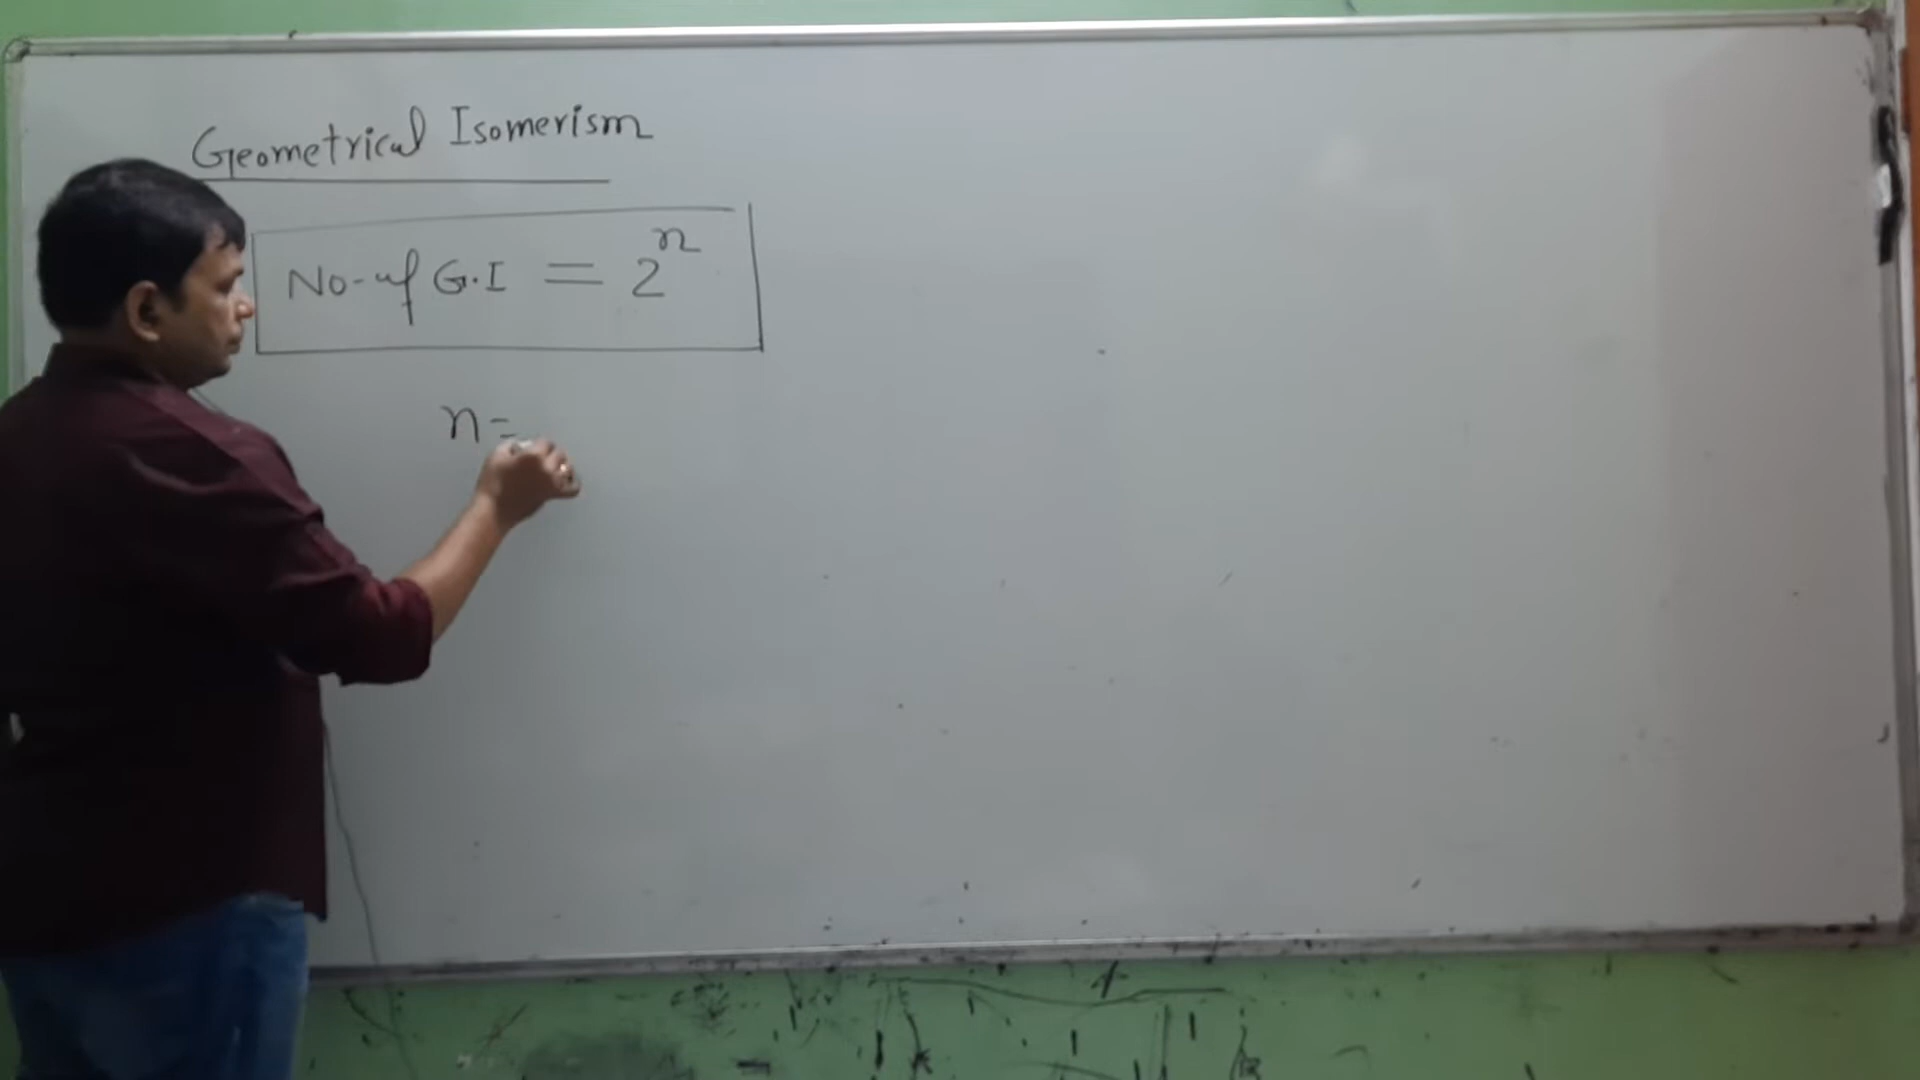 Geometrical Isomerism
No. of G.I = 2^n
n =